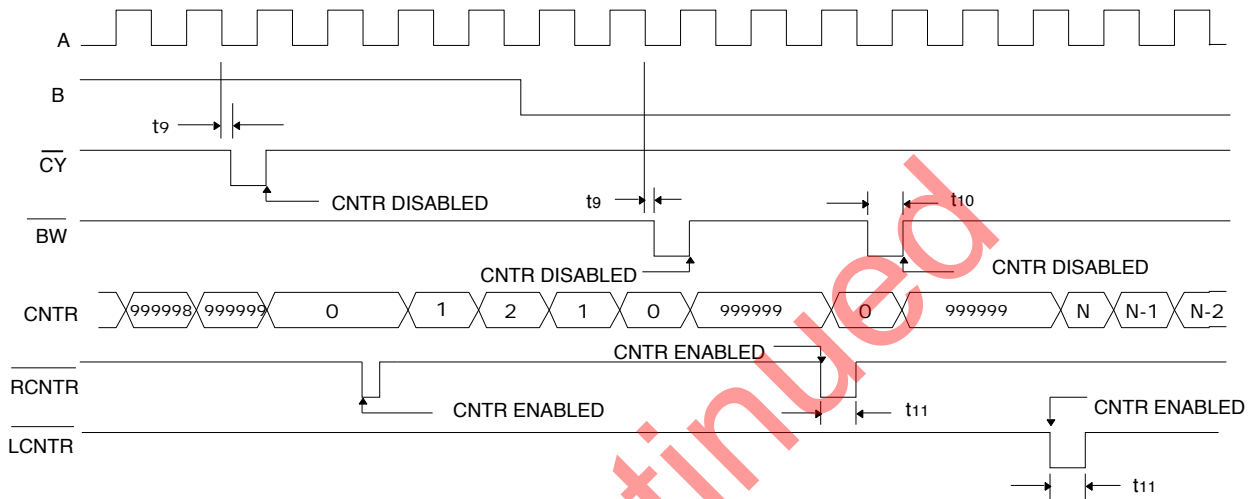 A
B
t9
CY
CNTR DISABLED
t9
t10
BW
CNTR DISABLED
CNTR DISABLED
CNTR 999998 999999 0 1 2 1 0 999999 0 999999 N N-1 N-2
CNTR ENABLED
RCNTR
CNTR ENABLED
t11
CNTR ENABLED
LCNTR
t11
tinued